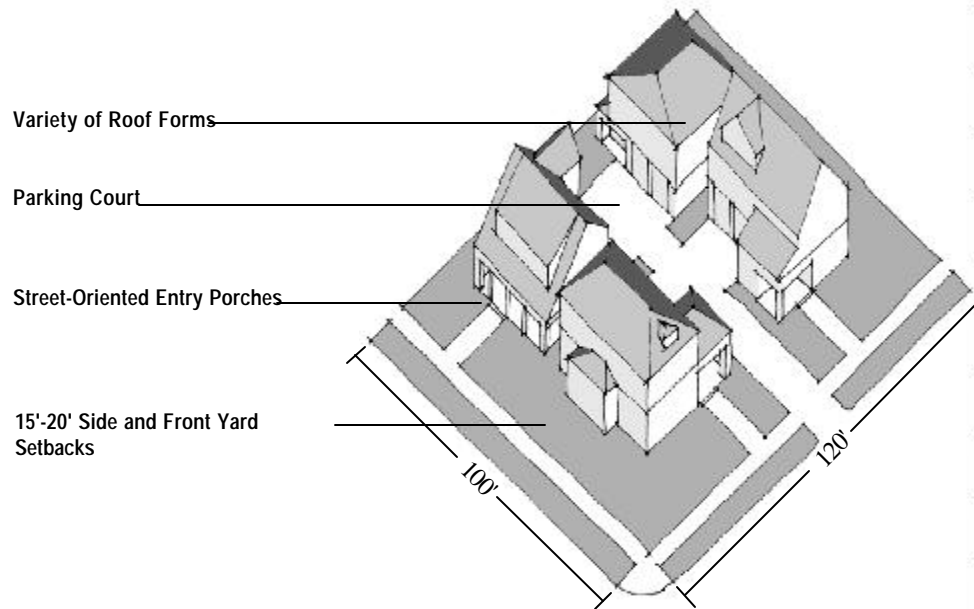 Variety of Roof Forms
Parking Court
Street-Oriented Entry Porches
15'-20' Side and Front Yard
Setbacks
100'
120'